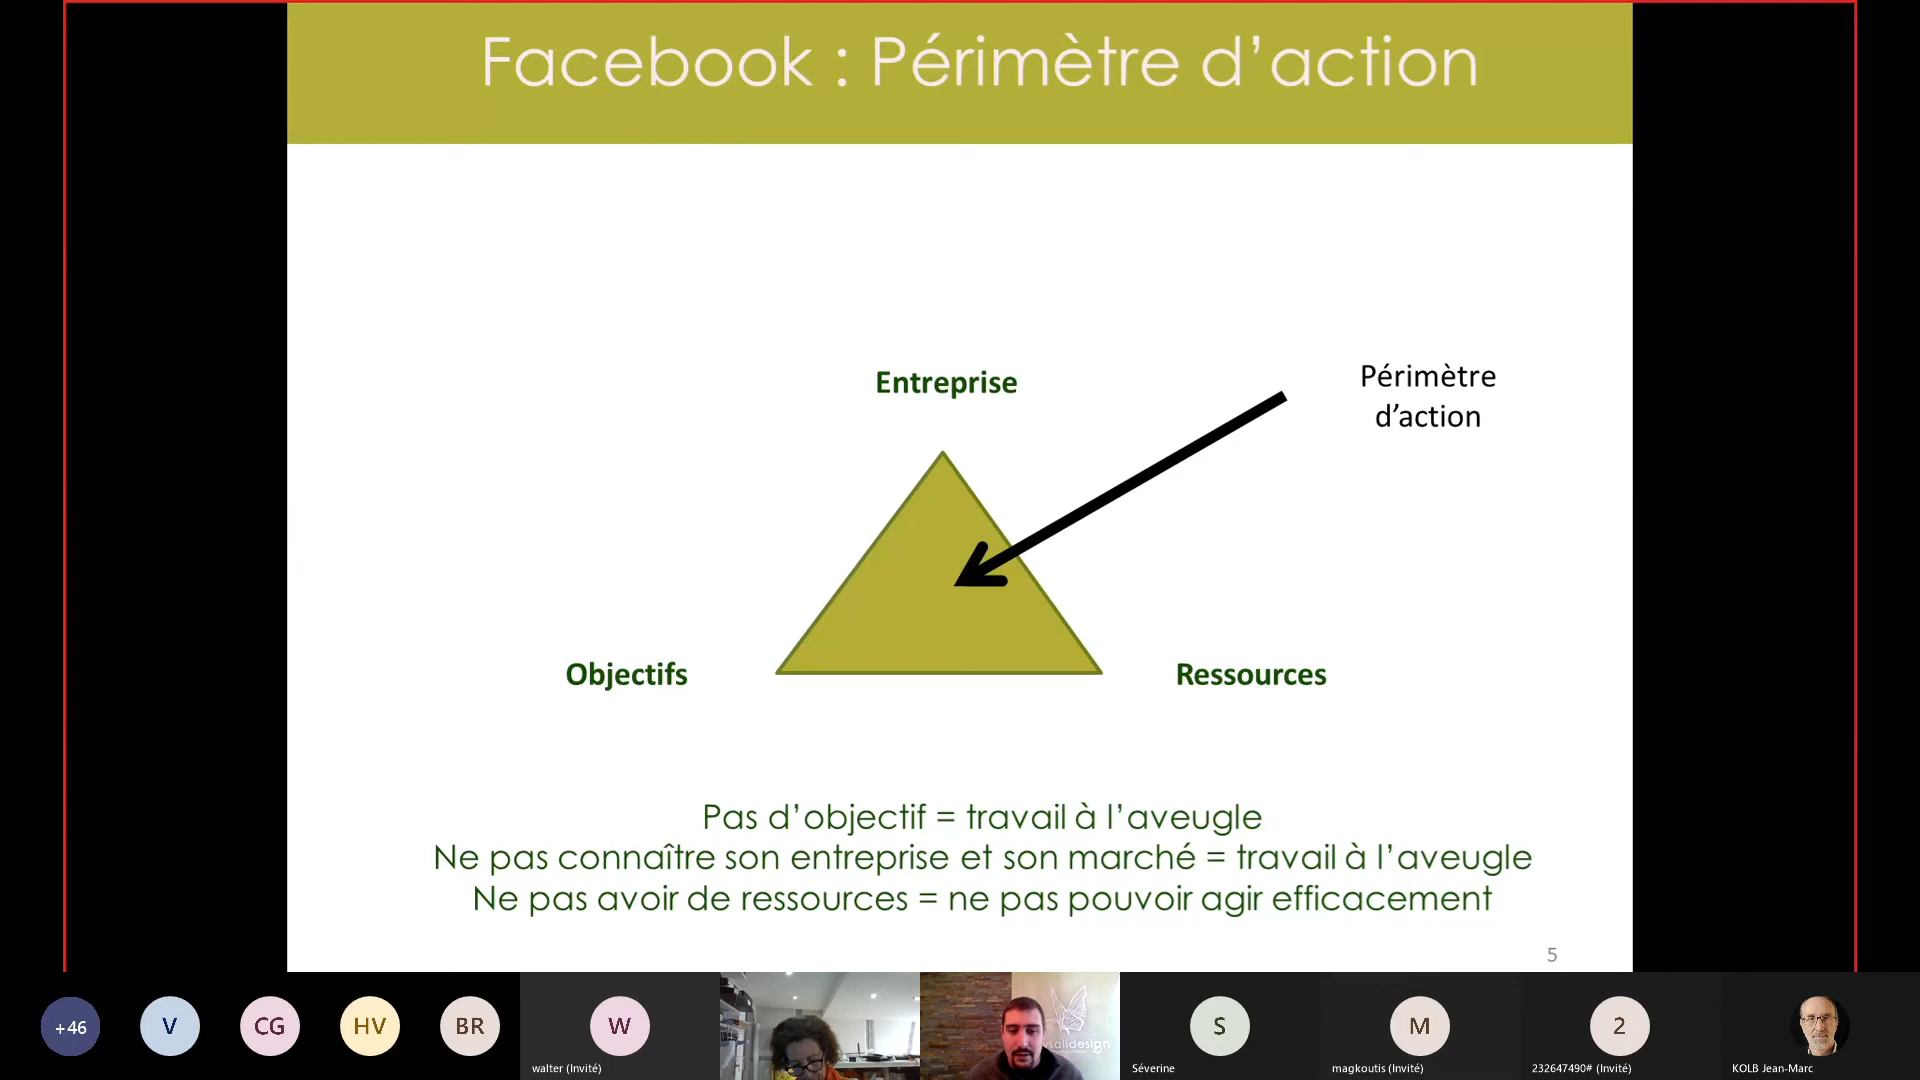 Facebook : Périmètre d’action
Entreprise
Périmètre
d’action
Objectifs
Ressources
Pas d’objectif = travail à l’aveugle
Ne pas connaître son entreprise et son marché = travail à l’aveugle
Ne pas avoir de ressources = ne pas pouvoir agir efficacement
5
+46
V
CG
HV
BR
W
walter (Invité)
S
Séverine
M
magkoutis (Invité)
2
232647490# (Invité)
KOLB Jean-Marc